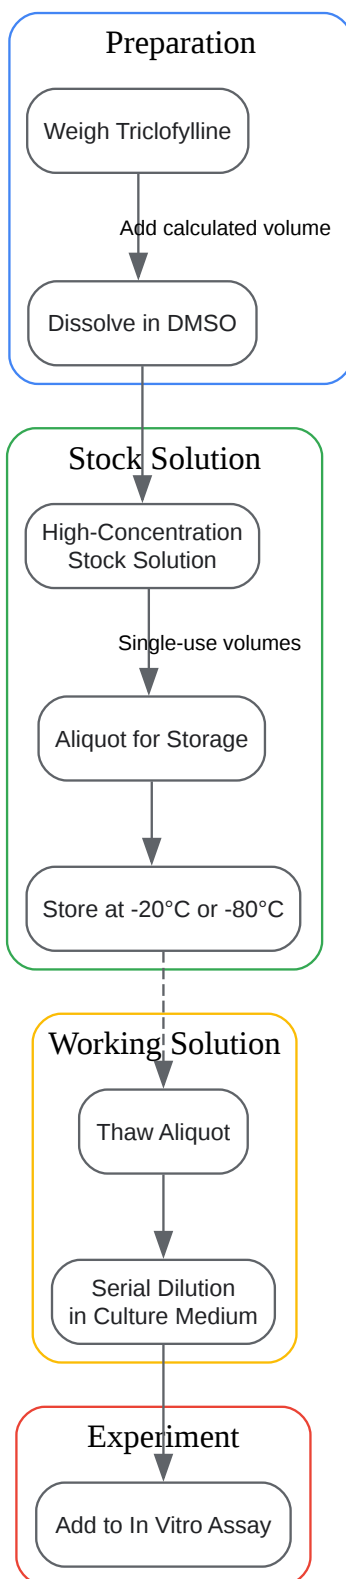 Preparation
Weigh Triclofylline
Add calculated volume
Dissolve in DMSO
Stock Solution
High-Concentration
Stock Solution
Single-use volumes
Aliquot for Storage
Store at -20°C or -80°C
Working Solution
Thaw Aliquot
Serial Dilution
in Culture Medium
Experiment
Add to In Vitro Assay